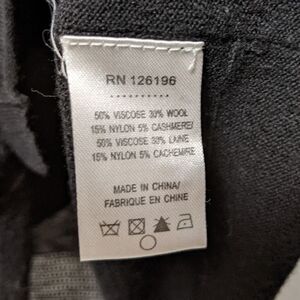 RN 126196
..........
50% VISCOSE 30% WOOL
15% NYLON 5% CASHMERE/
50% VISCOSE 30% LAINE
15% NYLON 5% CACHEMIRE
MADE IN CHINA/
FABRIQUE EN CHINE